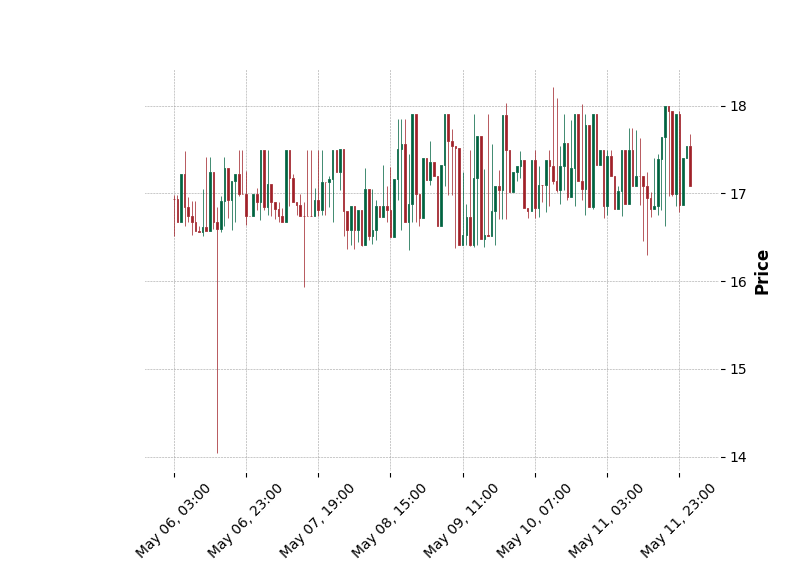 18
17
16
15
14
Price
May 06, 03:00
May 06, 23:00
May 07, 19:00
May 08, 15:00
May 09, 11:00
May 10, 07:00
May 11, 03:00
May 11, 23:00